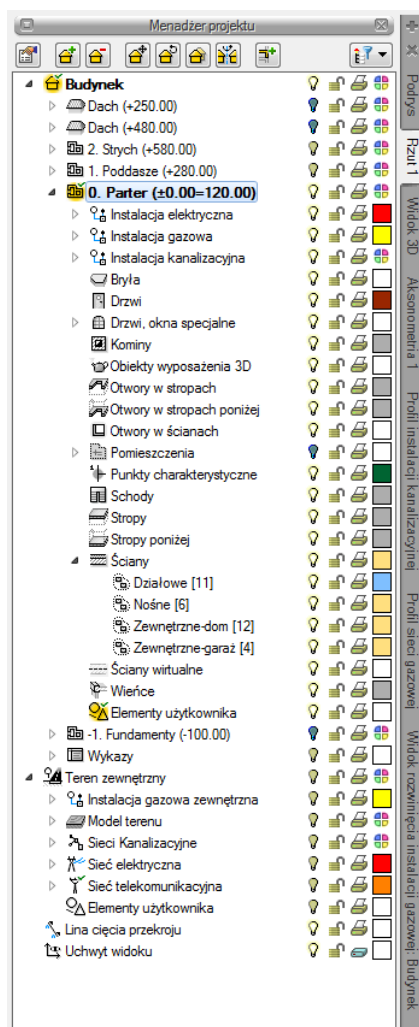 Menadżer projektu
Budynek
Dach (+250.00)
Dach (+480.00)
2. Strych (+580.00)
1. Poddasze (+280.00)
0. Parter (±0.00=120.00)
Instalacja elektryczna
Instalacja gazowa
Instalacja kanalizacyjna
Bryła
Drzwi
Drzwi, okna specjalne
Kominy
Obiekty wyposażenia 3D
Otwory w stropach
Otwory w stropach poniżej
Otwory w ścianach
Pomieszczenia
Punkty charakterystyczne
Schody
Stropy
Stropy poniżej
Ściany
Działowe [11]
Nośne [6]
Zewnętrzne-dom [12]
Zewnętrzne-garaż [4]
Ściany wirtualne
Wieńce
Elementy użytkownika
-1. Fundamenty (-100.00)
Wykazy
Teren zewnętrzny
Instalacja gazowa zewnętrzna
Model terenu
Sieci Kanalizacyjne
Sieć elektryczna
Sieć telekomunikacyjna
Elementy użytkownika
Lina cięcia przekroju
Uchwyt widoku
Podrys
Rzut 1
Widok 3D
Aksonometria 1
Profil instalacji kanalizacyjnej
Profil sieci gazowej
Widok rozwinięcia instalacji gazowej: Budynek